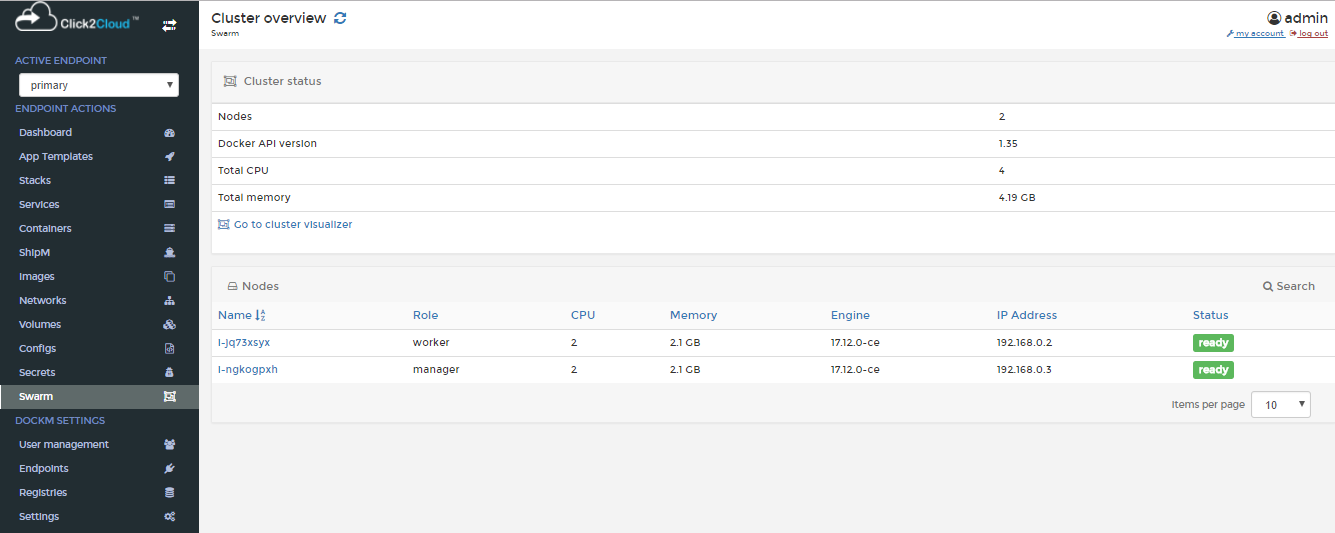 Click2Cloud ™
ACTIVE ENDPOINT
primary
ENDPOINT ACTIONS
Dashboard
App Templates
Stacks
Services
Containers
ShipM
Images
Networks
Volumes
Configs
Secrets
Swarm
DOCKM SETTINGS
User management
Endpoints
Registries
Settings
Cluster overview
Swarm
admin
my account log out
Cluster status
Nodes 2
Docker API version 1.35
Total CPU 4
Total memory 4.19 GB
Go to cluster visualizer
Nodes Search
Name Role CPU Memory Engine IP Address Status
i-jq73xsyx worker 2 2.1 GB 17.12.0-ce 192.168.0.2 ready
i-ngkogpxh manager 2 2.1 GB 17.12.0-ce 192.168.0.3 ready
Items per page 10